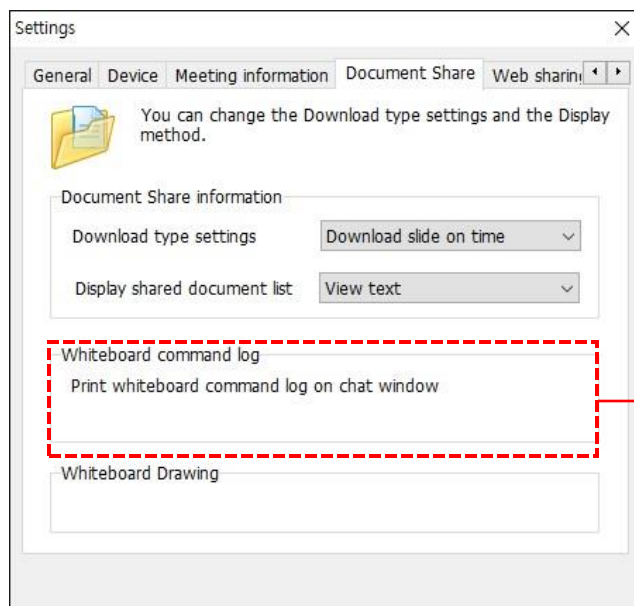 Settings
General Device Meeting information Document Share Web sharin
You can change the Download type settings and the Display
method.
Document Share information
Download type settings Download slide on time
Display shared document list View text
Whiteboard command log
Print whiteboard command log on chat window
Whiteboard Drawing